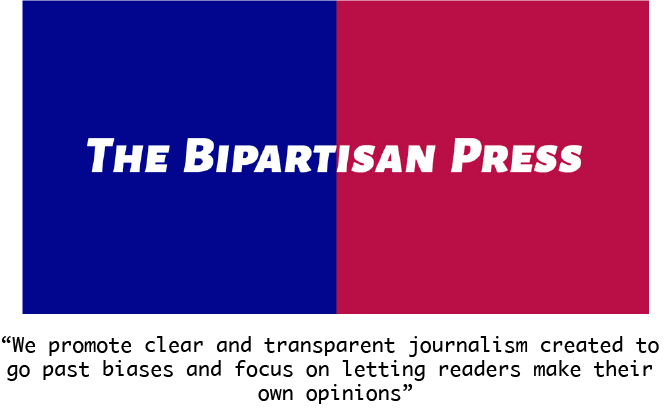 THE BIPARTISAN PRESS
“We promote clear and transparent journalism created to
go past biases and focus on letting readers make their
own opinions”